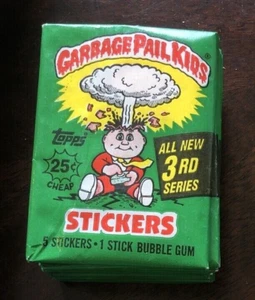 GARBAGE PAIL KIDS®
topps
25¢
CHEAP
ALL NEW
3RD
SERIES
STICKERS
5 STICKERS • 1 STICK BUBBLE GUM